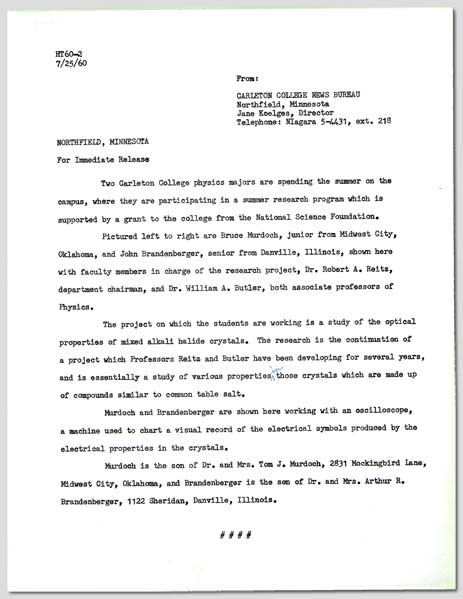 HT60-2
7/25/60
From:
CARLETON COLLEGE NEWS BUREAU
Northfield, Minnesota
Jane Koelges, Director
Telephone: NIagara 5-4431, ext. 218
NORTHFIELD, MINNESOTA
For Immediate Release
Two Carleton College physics majors are spending the summer on the
campus, where they are participating in a summer research program which is
supported by a grant to the college from the National Science Foundation.
Pictured left to right are Bruce Murdoch, junior from Midwest City,
Oklahoma, and John Brandenberger, senior from Danville, Illinois, shown here
with faculty members in charge of the research project, Dr. Robert A. Reitz,
department chairman, and Dr. William A. Butler, both associate professors of
Physics.
The project on which the students are working is a study of the optical
properties of mixed alkali halide crystals. The research is the continuation of
a project which Professors Reitz and Butler have been developing for several years,
and is essentially a study of various properties in those crystals which are made up
of compounds similar to common table salt.
Murdoch and Brandenberger are shown here working with an oscilloscope,
a machine used to chart a visual record of the electrical symbols produced by the
electrical properties in the crystals.
Murdoch is the son of Dr. and Mrs. Tom J. Murdoch, 2831 Mockingbird Lane,
Midwest City, Oklahoma, and Brandenberger is the son of Dr. and Mrs. Arthur R.
Brandenberger, 1122 Sheridan, Danville, Illinois.
####